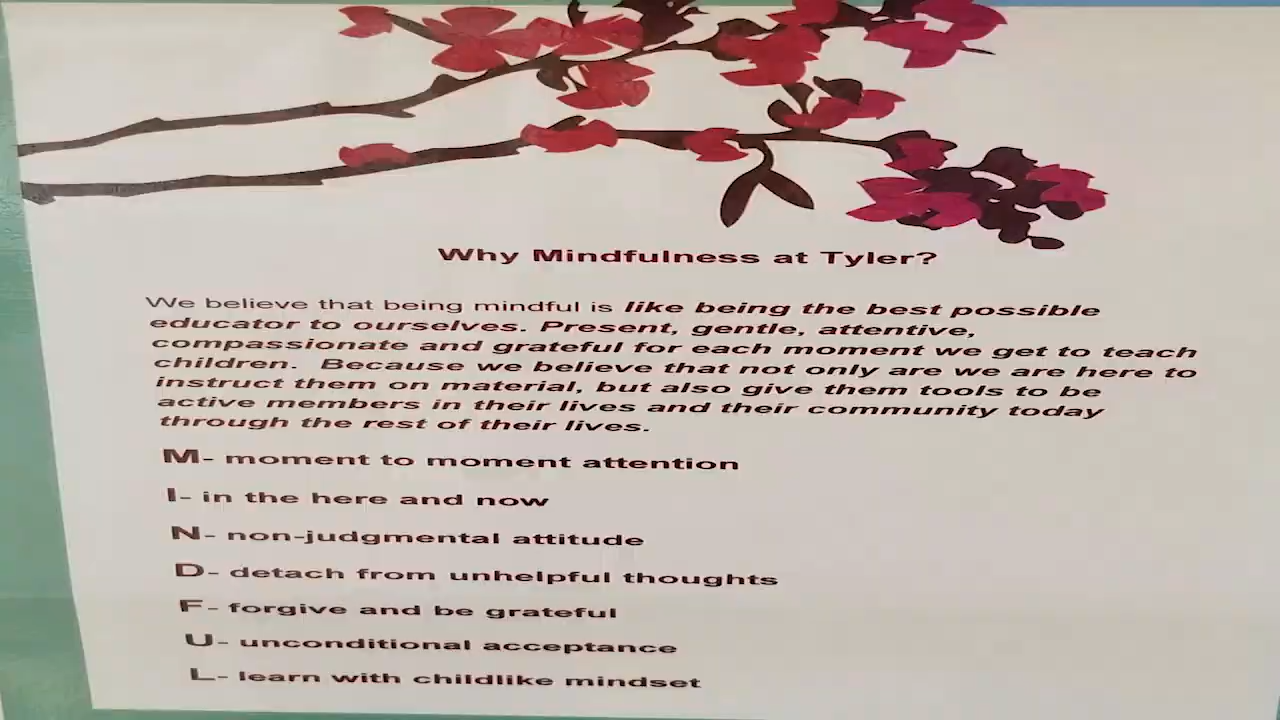 Why Mindfulness at Tyler?
We believe that being mindful is like being the best possible
educator to ourselves. Present, gentle, attentive,
compassionate and grateful for each moment we get to teach
children. Because we believe that not only are we are here to
instruct them on material, but also give them tools to be
active members in their lives and their community today
through the rest of their lives.
M- moment to moment attention
I- in the here and now
N- non-judgmental attitude
D- detach from unhelpful thoughts
F- forgive and be grateful
U- unconditional acceptance
L- learn with childlike mindset